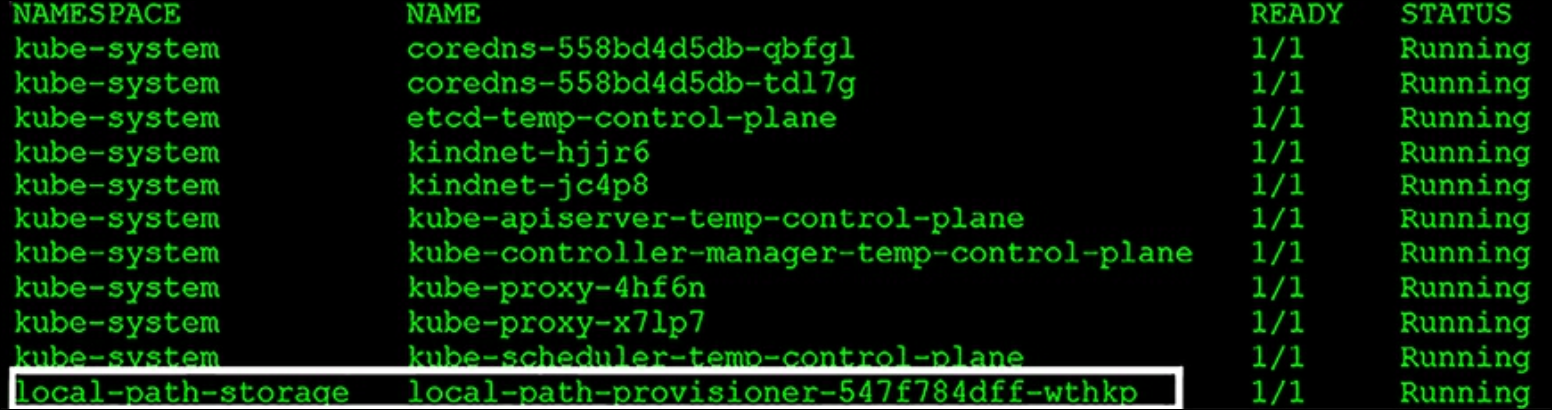 NAMESPACE NAME READY STATUS
kube-system coredns-558bd4d5db-qbfgl 1/1 Running
kube-system coredns-558bd4d5db-tdl7g 1/1 Running
kube-system etcd-temp-control-plane 1/1 Running
kube-system kindnet-hjjr6 1/1 Running
kube-system kindnet-jc4p8 1/1 Running
kube-system kube-apiserver-temp-control-plane 1/1 Running
kube-system kube-controller-manager-temp-control-plane 1/1 Running
kube-system kube-proxy-4hf6n 1/1 Running
kube-system kube-proxy-x7lp7 1/1 Running
kube-system kube-scheduler-temp-control-plane 1/1 Running
local-path-storage local-path-provisioner-547f784dff-wthkp 1/1 Running